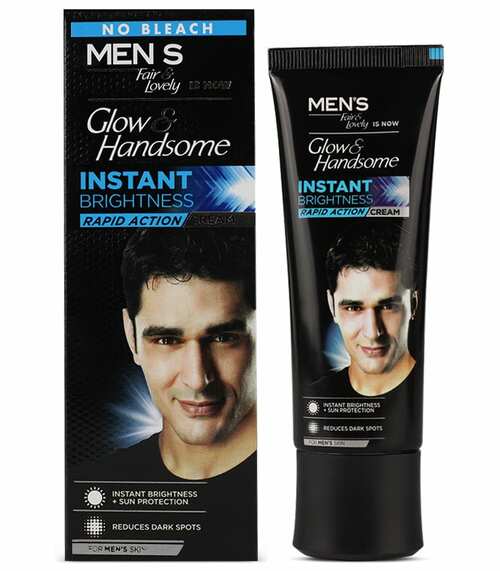 NO BLEACH
MEN S
Fair &
Lovely IS NOW
Glow &
Handsome
INSTANT
BRIGHTNESS
RAPID ACTION CREAM
INSTANT BRIGHTNESS
+ SUN PROTECTION
REDUCES DARK SPOTS
FOR MEN'S SKIN
MEN'S
Fair &
Lovely IS NOW
Glow &
Handsome
INSTANT
BRIGHTNESS
RAPID ACTION CREAM
INSTANT BRIGHTNESS
+ SUN PROTECTION
REDUCES DARK SPOTS
FOR MEN'S SKIN